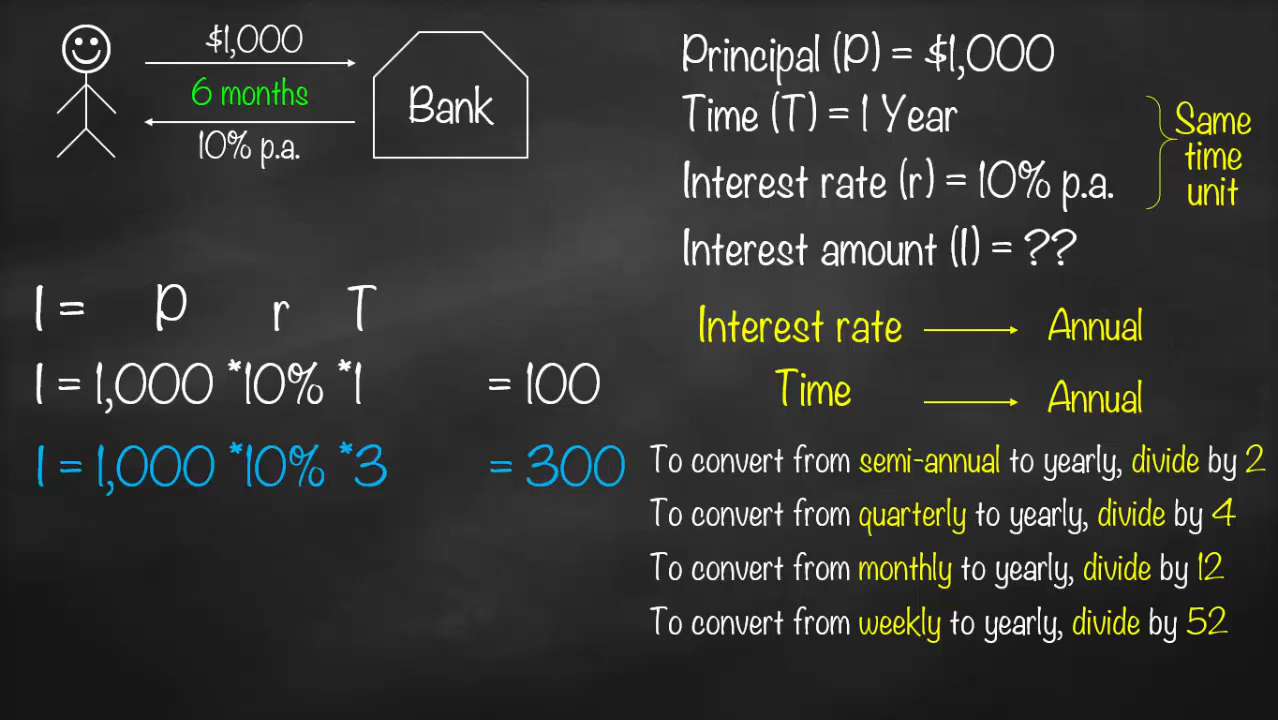 $1,000
6 months
10% p.a.
Bank
Principal (P) = $1,000
Time (T) = 1 Year
Interest rate (r) = 10% p.a.
Same
time
unit
Interest amount (I) = ??
I = P r T
I = 1,000 *10% *1 = 100
I = 1,000 *10% *3 = 300
Interest rate Annual
Time Annual
To convert from semi-annual to yearly, divide by 2
To convert from quarterly to yearly, divide by 4
To convert from monthly to yearly, divide by 12
To convert from weekly to yearly, divide by 52